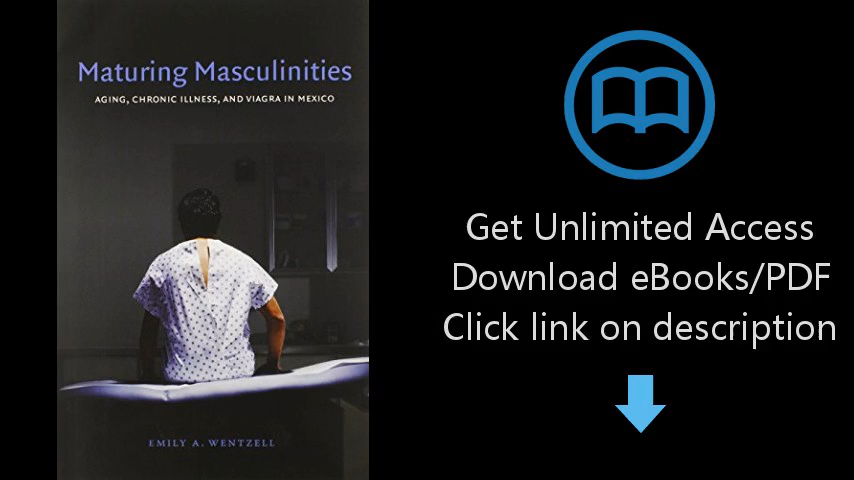 Maturing Masculinities
AGING, CHRONIC ILLNESS, AND VIAGRA IN MEXICO
EMILY A. WENTZELL
Get Unlimited Access
Download eBooks/PDF
Click link on description